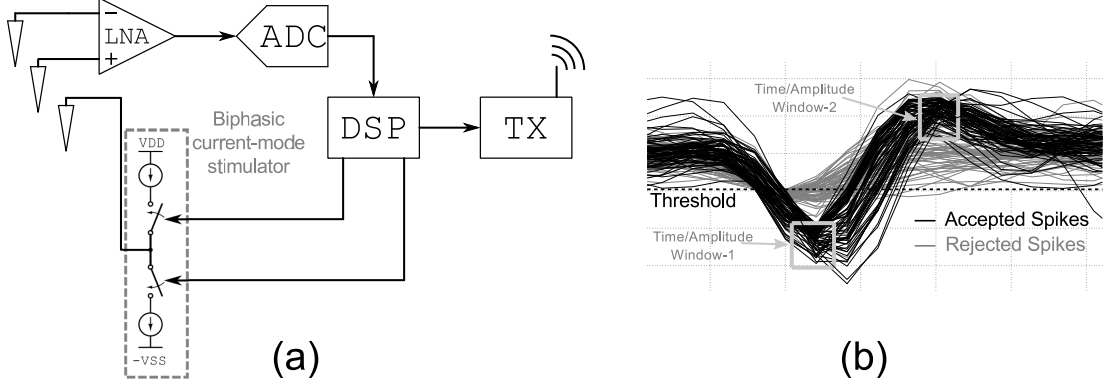 LNA
ADC
DSP
TX
Biphasic
current-mode
stimulator
VDD
-VSS
(a)
Time/Amplitude
Window-2
Threshold
Time/Amplitude
Window-1
Accepted Spikes
Rejected Spikes
(b)